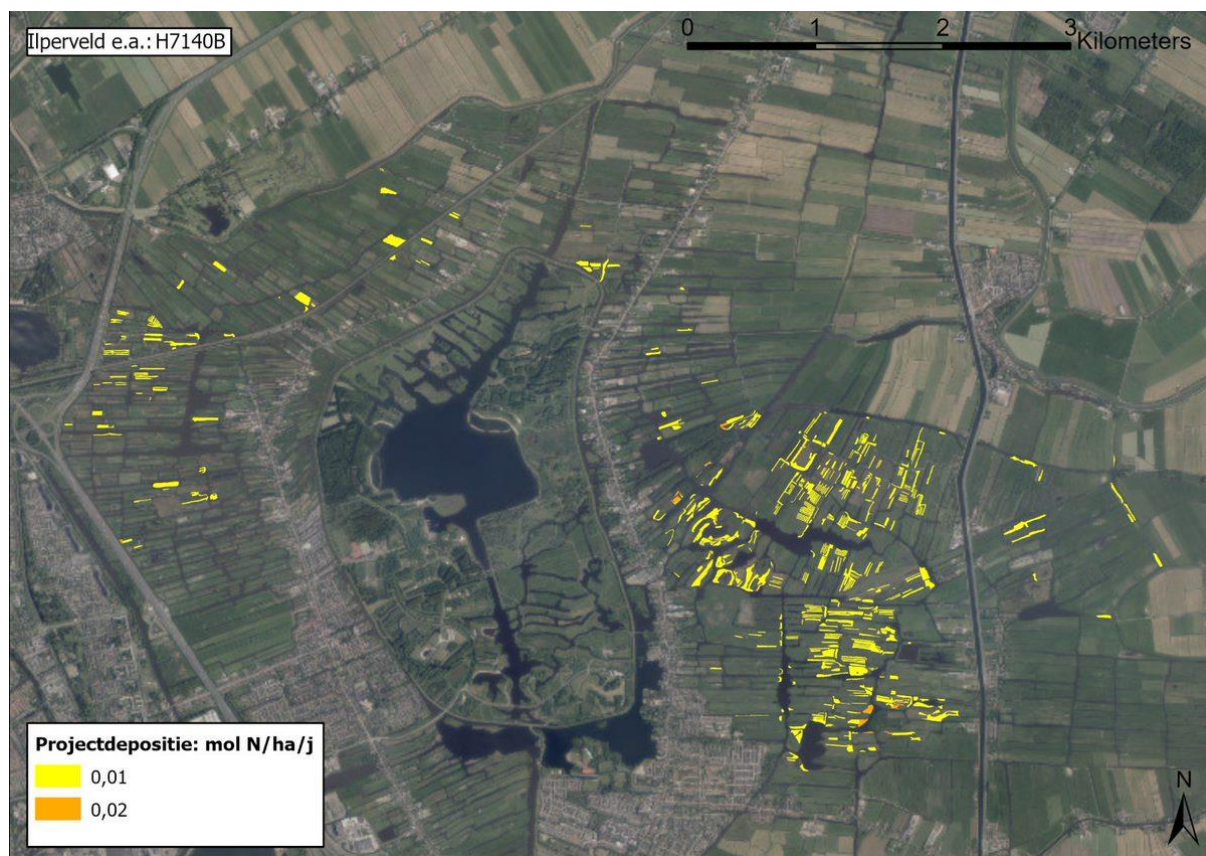 Ilperveld e.a.: H7140B
0 1 2 3 Kilometers
Projectdepositie: mol N/ha/j
0,01
0,02
N